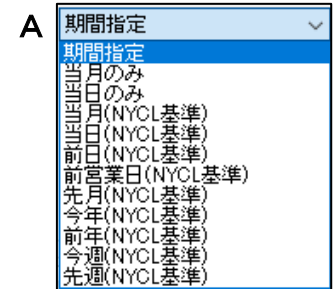 A
期間指定
期間指定
当月のみ
当日のみ
当月(NYCL基準)
当日(NYCL基準)
前日(NYCL基準)
前営業日(NYCL基準)
先月(NYCL基準)
今年(NYCL基準)
前年(NYCL基準)
今週(NYCL基準)
先週(NYCL基準)